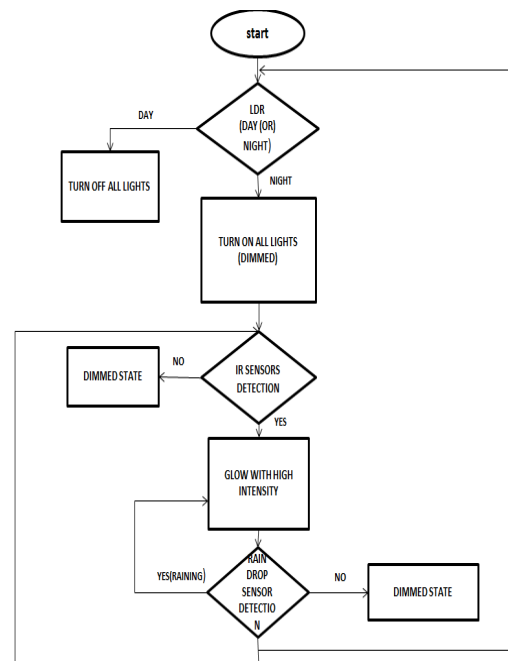 start
LDR
(DAY (OR)
NIGHT)
DAY
NIGHT
TURN OFF ALL LIGHTS
TURN ON ALL LIGHTS
(DIMMED)
IR SENSORS
DETECTION
NO
DIMMED STATE
YES
GLOW WITH HIGH
INTENSITY
RAIN
DROP
SENSOR
DETECTIO
N
YES(RAINING)
NO
DIMMED STATE